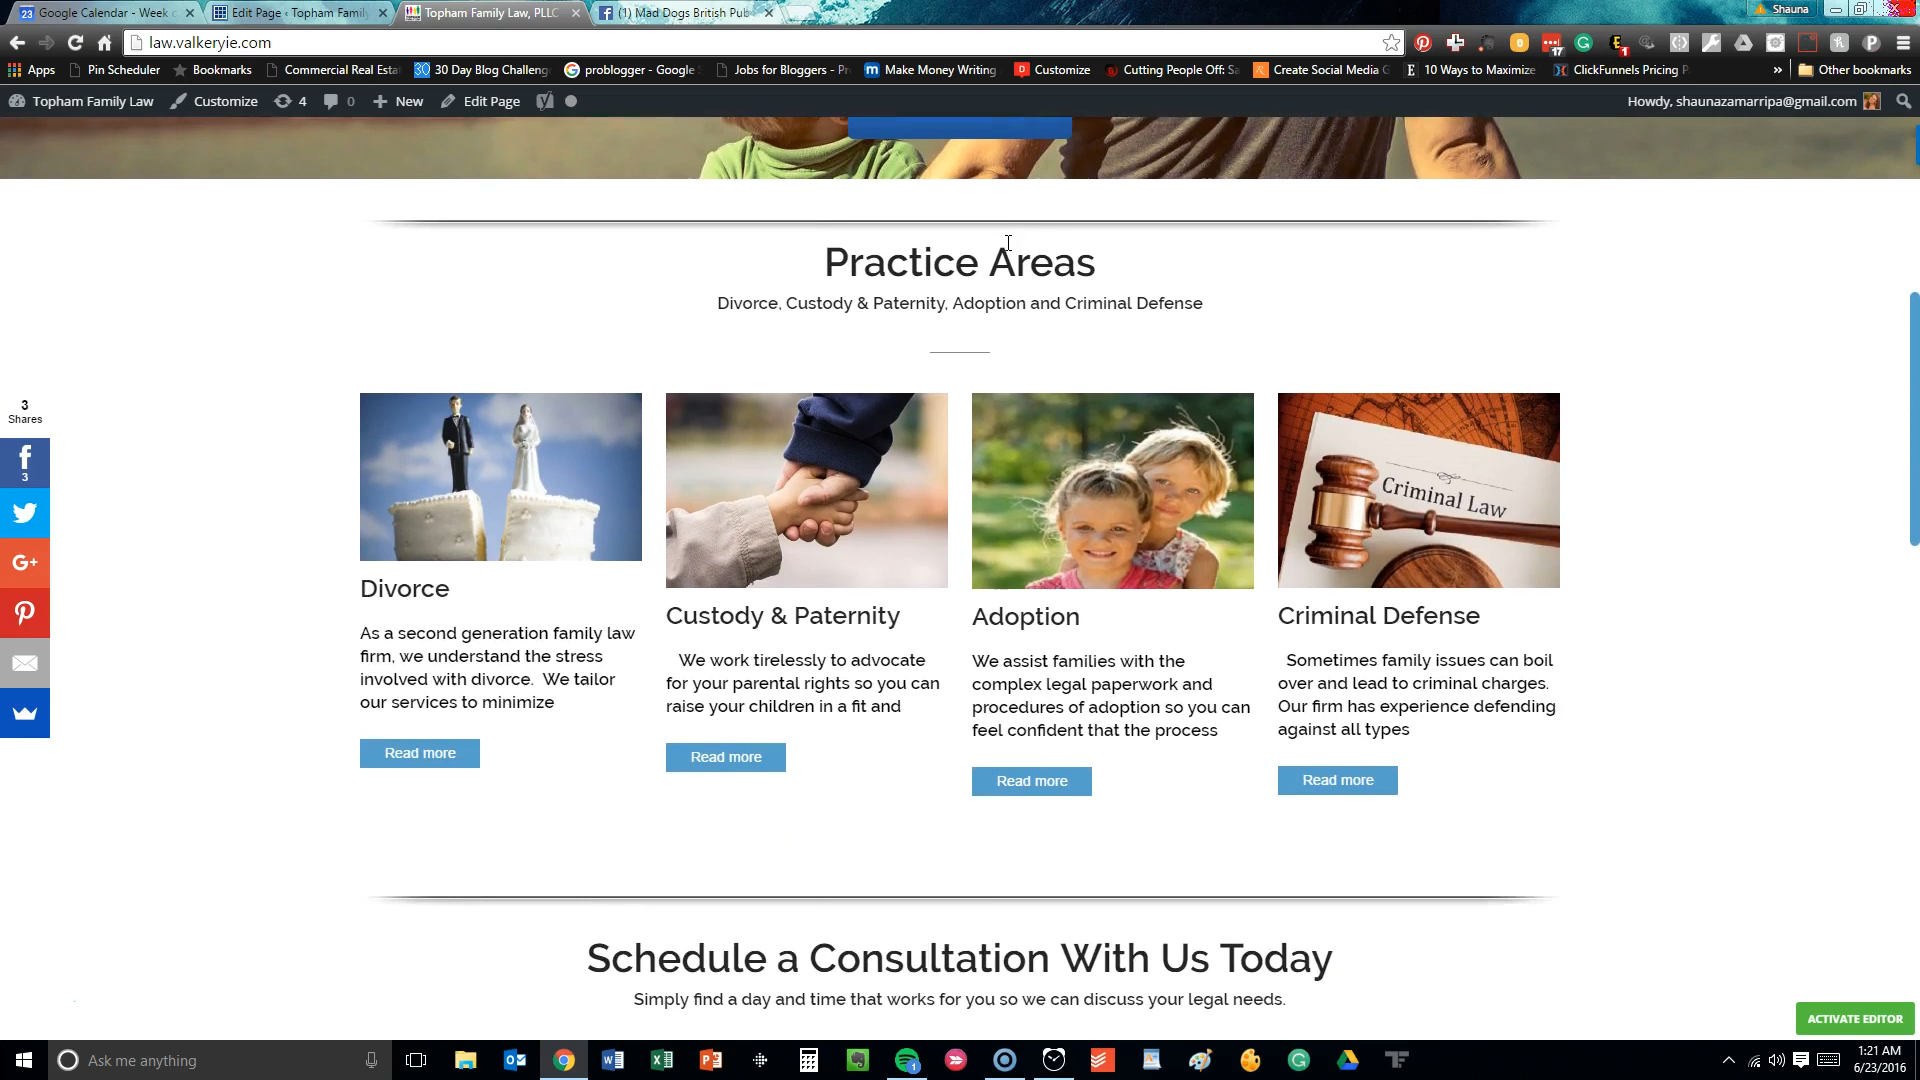 23 Google Calendar - Week o
Edit Page ‹ Topham Family
Topham Family Law, PLLC
(1) Mad Dogs British Pub
Shauna
law.valkeryie.com
17
0
1
Apps
Pin Scheduler
Bookmarks
Commercial Real Esta
30 Day Blog Challeng
problogger - Google
Jobs for Bloggers - Pr
Make Money Writing
Customize
Cutting People Off: Sa
Create Social Media G
10 Ways to Maximize
ClickFunnels Pricing P
Other bookmarks
Topham Family Law
Customize
4
0
New
Edit Page
Howdy, shaunazamarripa@gmail.com
Practice Areas
Divorce, Custody & Paternity, Adoption and Criminal Defense
3
Shares
3
G+
Criminal Law
Divorce
As a second generation family law
firm, we understand the stress
involved with divorce.  We tailor
our services to minimize
Read more
Custody & Paternity
We work tirelessly to advocate
for your parental rights so you can
raise your children in a fit and
Read more
Adoption
We assist families with the
complex legal paperwork and
procedures of adoption so you can
feel confident that the process
Read more
Criminal Defense
Sometimes family issues can boil
over and lead to criminal charges.
Our firm has experience defending
against all types
Read more
Schedule a Consultation With Us Today
Simply find a day and time that works for you so we can discuss your legal needs.
ACTIVATE EDITOR
Ask me anything
1
1:21 AM
6/23/2016